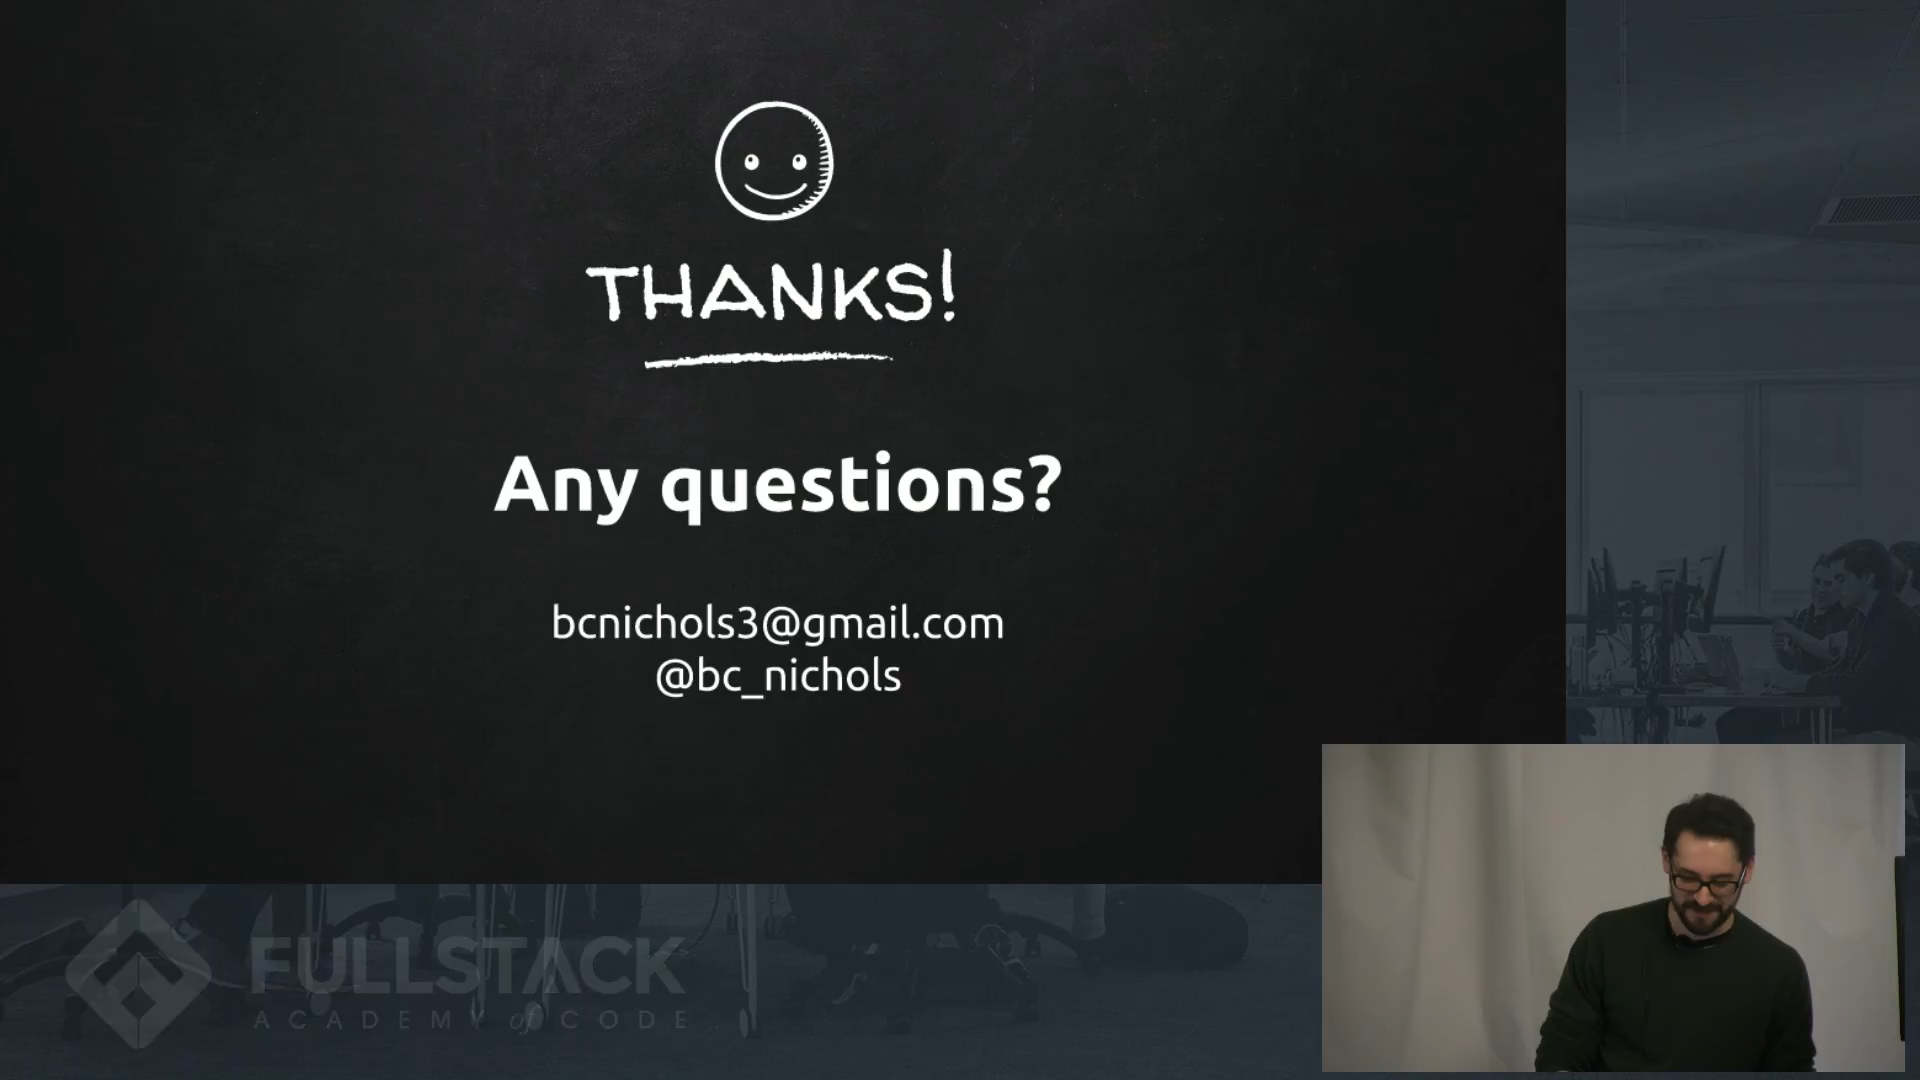 THANKS!
Any questions?
bcnichols3@gmail.com
@bc_nichols
FULLSTACK
ACADEMY of CODE